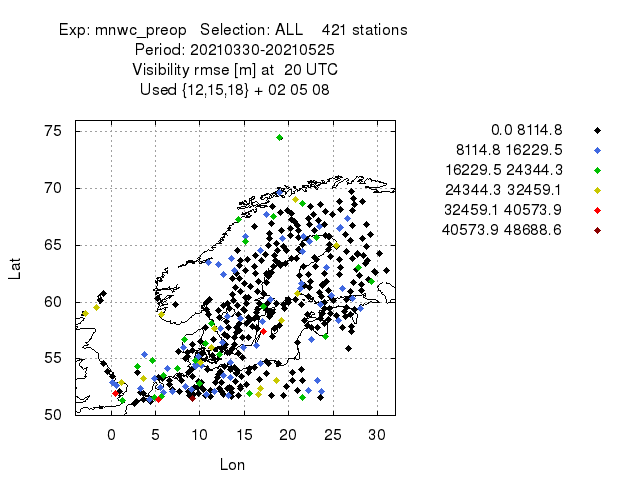 Exp: mnwc_preop Selection: ALL 421 stations
Period: 20210330-20210525
Visibility rmse [m] at 20 UTC
Used {12,15,18} + 02 05 08
0.0 8114.8
8114.8 16229.5
16229.5 24344.3
24344.3 32459.1
32459.1 40573.9
40573.9 48688.6
75
70
65
60
55
50
Lat
0 5 10 15 20 25 30
Lon